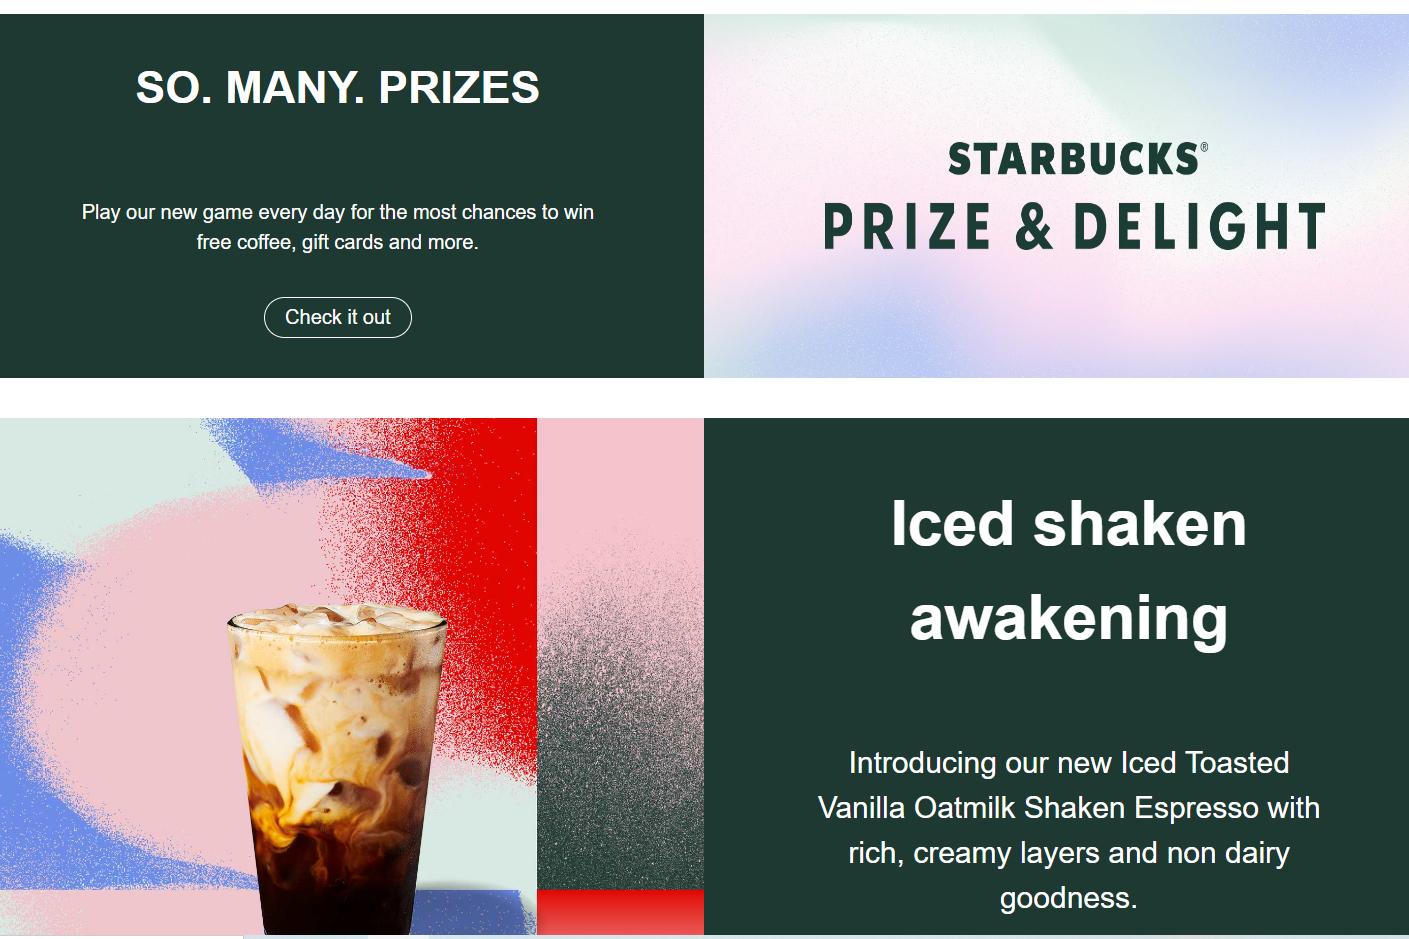 SO. MANY. PRIZES
Play our new game every day for the most chances to win
free coffee, gift cards and more.
Check it out
STARBUCKS®
PRIZE & DELIGHT
Iced shaken
awakening
Introducing our new Iced Toasted
Vanilla Oatmilk Shaken Espresso with
rich, creamy layers and non dairy
goodness.